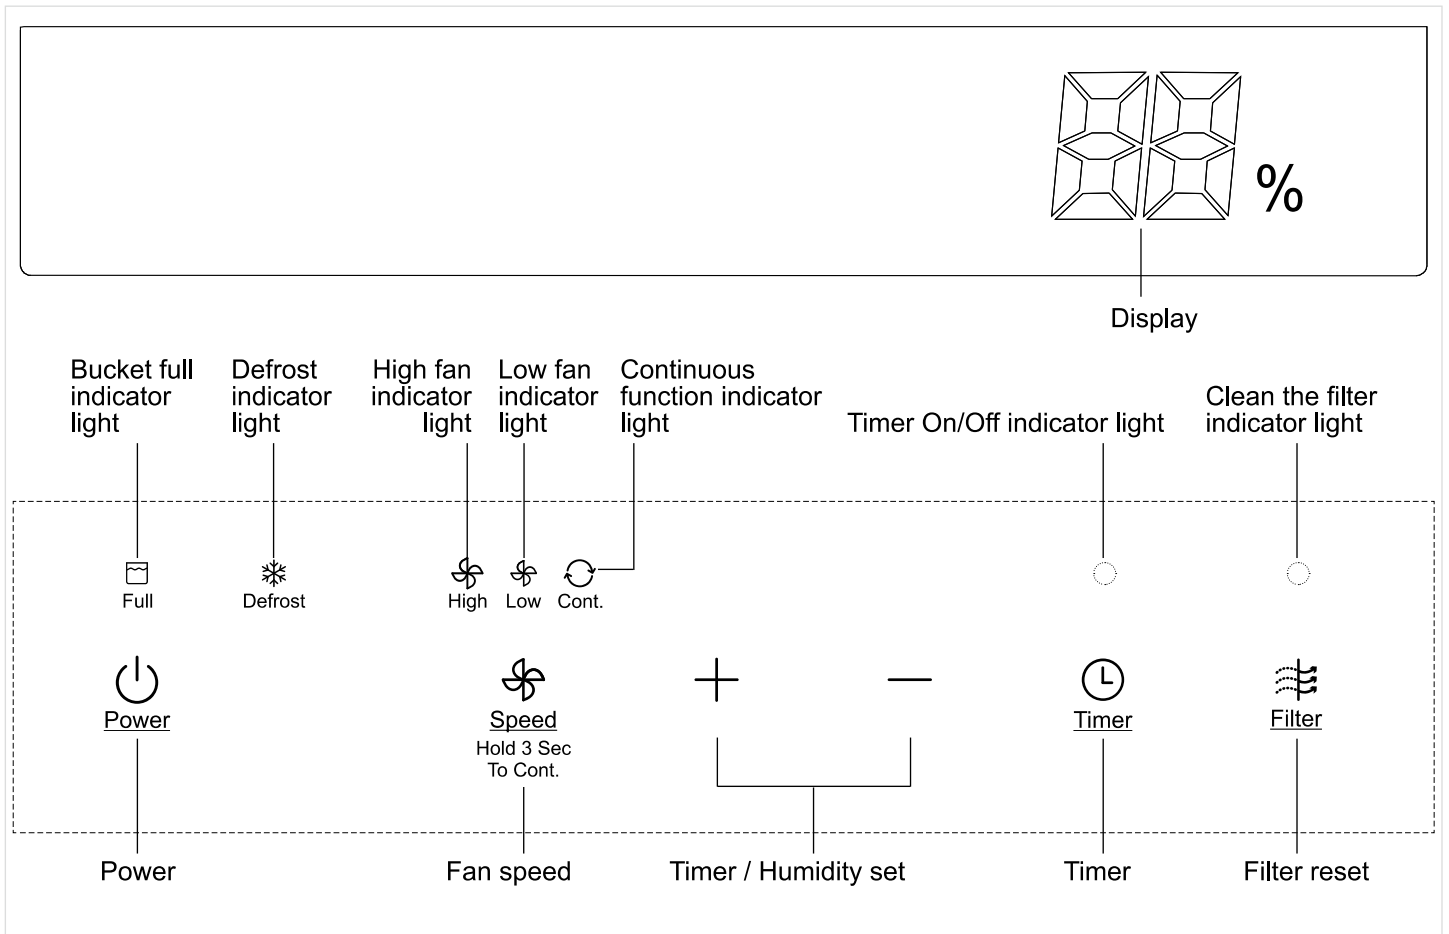 88%
Display
Bucket full
indicator
light
Defrost
indicator
light
High fan
indicator
light
Low fan
indicator
light
Continuous
function indicator
light
Timer On/Off indicator light
Clean the filter
indicator light
Full
Defrost
High
Low
Cont.
Power
Speed
Hold 3 Sec
To Cont.
+
—
Timer
Filter
Power
Fan speed
Timer / Humidity set
Timer
Filter reset